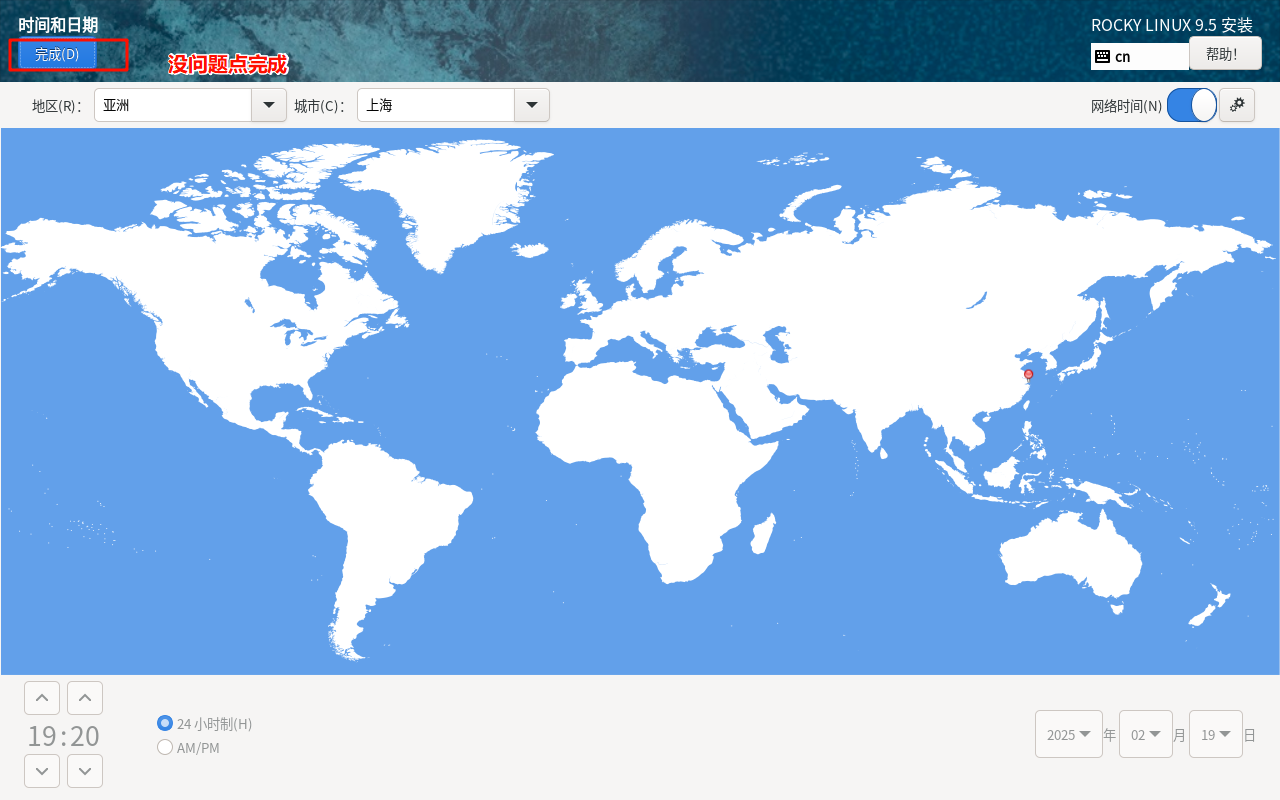 时间和日期
ROCKY LINUX 9.5 安装
完成(D)
没问题点完成
cn
帮助!
地区(R):
亚洲
城市(C):
上海
网络时间(N)
19:20
24 小时制(H)
AM/PM
2025 年 02 月 19 日